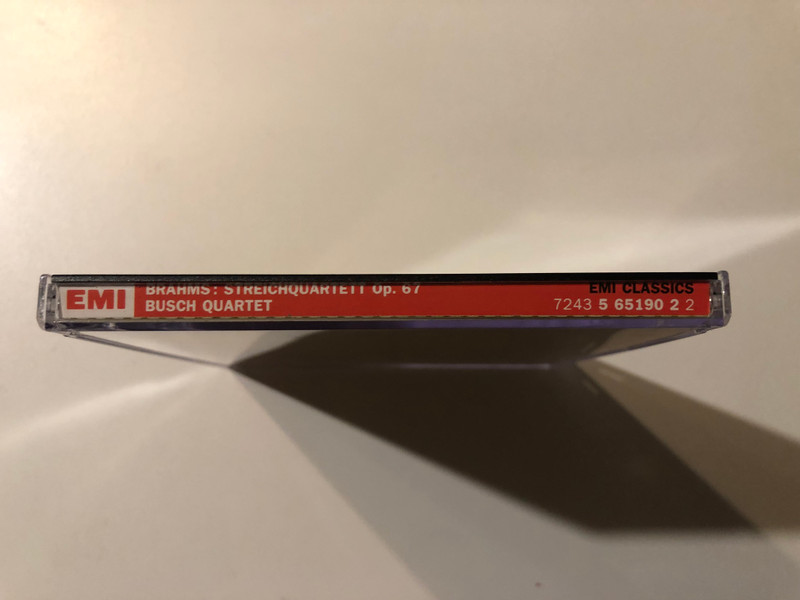 EMI
BRAHMS: STREICHQUARTETT Op. 67
BUSCH QUARTET
EMI CLASSICS
7243 5 65190 2 2